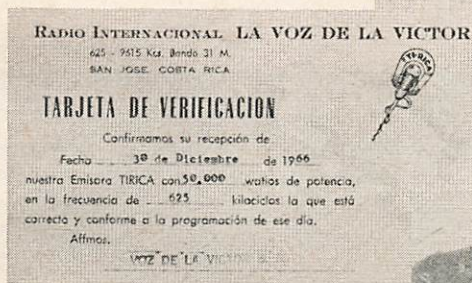 RADIO INTERNACIONAL LA VOZ DE LA VICTOR
625 - 9615 Kcs. Banda 31 M.
SAN JOSE, COSTA RICA
TIRICA
TARJETA DE VERIFICACION
Confirmamos su recepción de
Fecha 30 de Diciembre de 1966
nuestra Emisora TIRICA con 50,000 watios de potencia,
en la frecuencia de 625 kilociclos la que está
correcta y conforme a la programación de ese día.
Affmos.
VOZ DE LA VICTOR